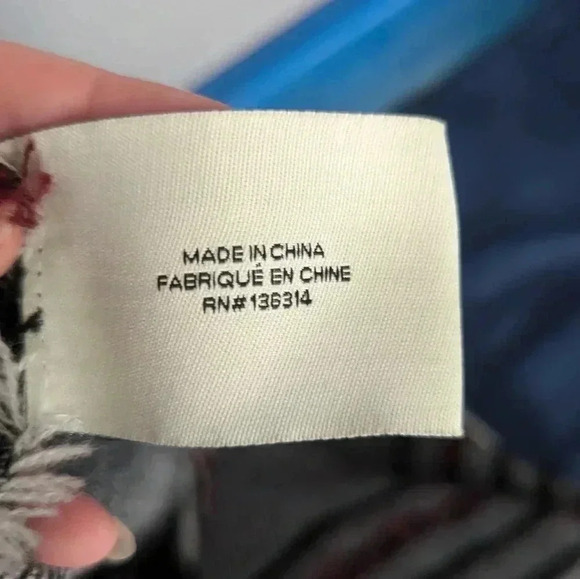 MADE IN CHINA
FABRIQUÉ EN CHINE
RN# 136314